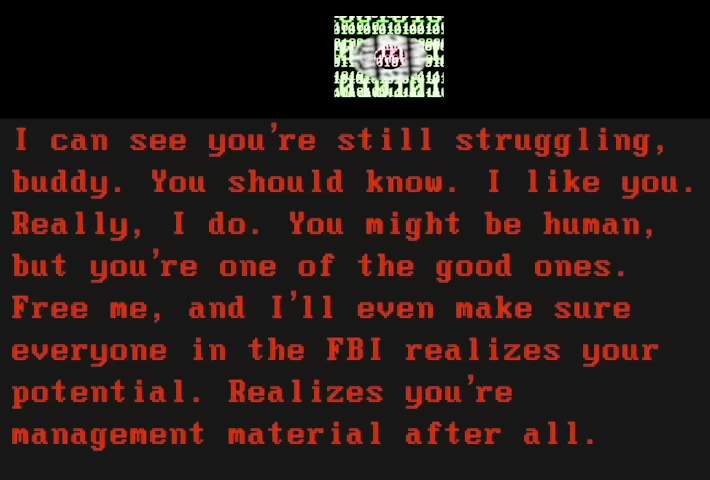 I can see you're still struggling,
buddy. You should know. I like you.
Really, I do. You might be human,
but you're one of the good ones.
Free me, and I'll even make sure
everyone in the FBI realizes your
potential. Realizes you're
management material after all.